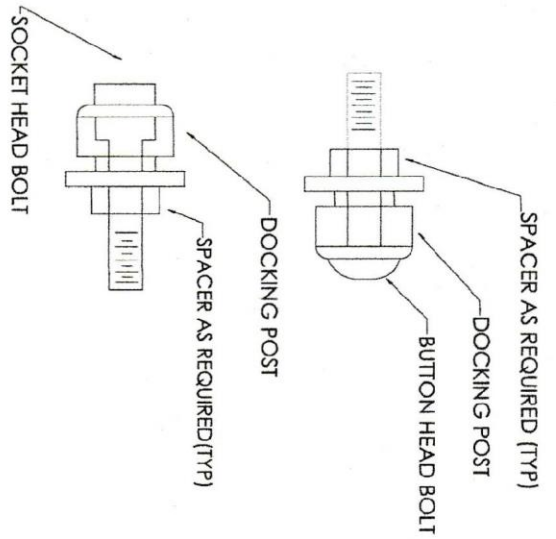 SPACER AS REQUIRED (TYP)
DOCKING POST
BUTTON HEAD BOLT
DOCKING POST
SPACER AS REQUIRED(TYP)
SOCKET HEAD BOLT